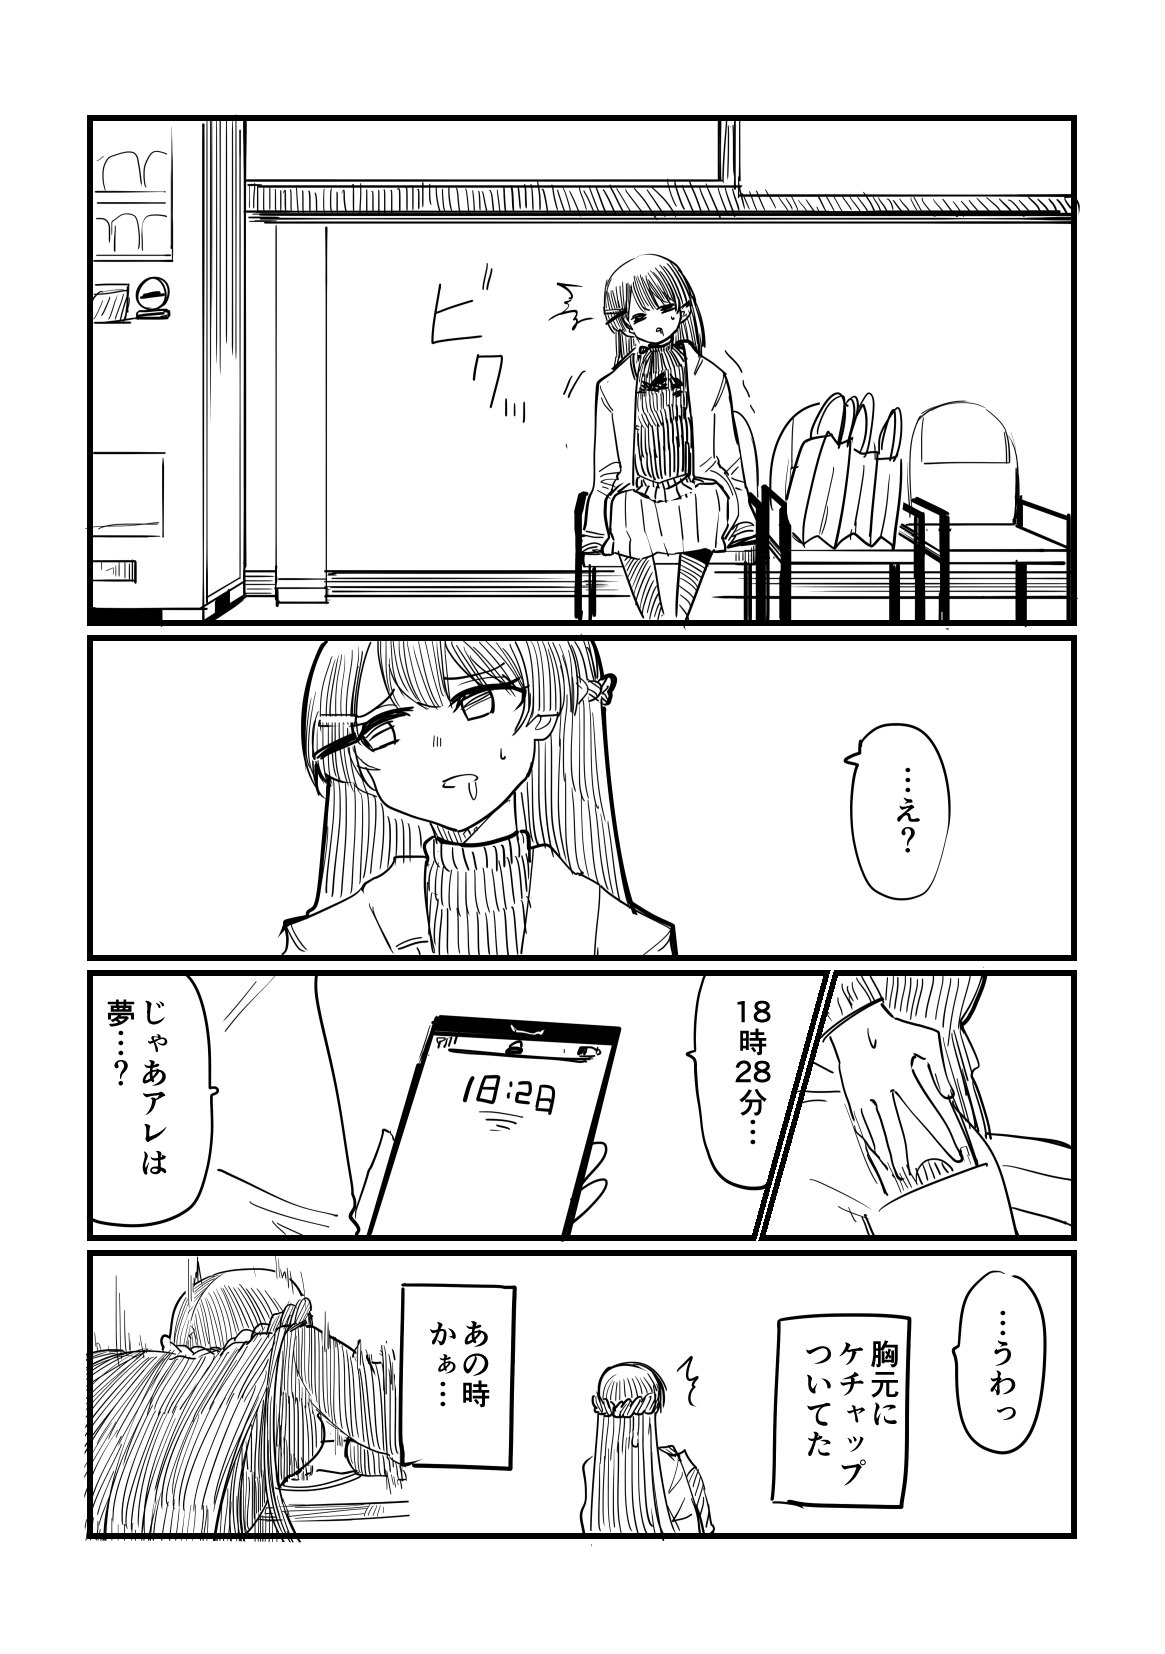 ビクッ
…え?
18時28分…
18:28
じゃあアレは
夢…?
…うわっ
胸元に
ケチャップ
ついてた
あの時
かぁ…